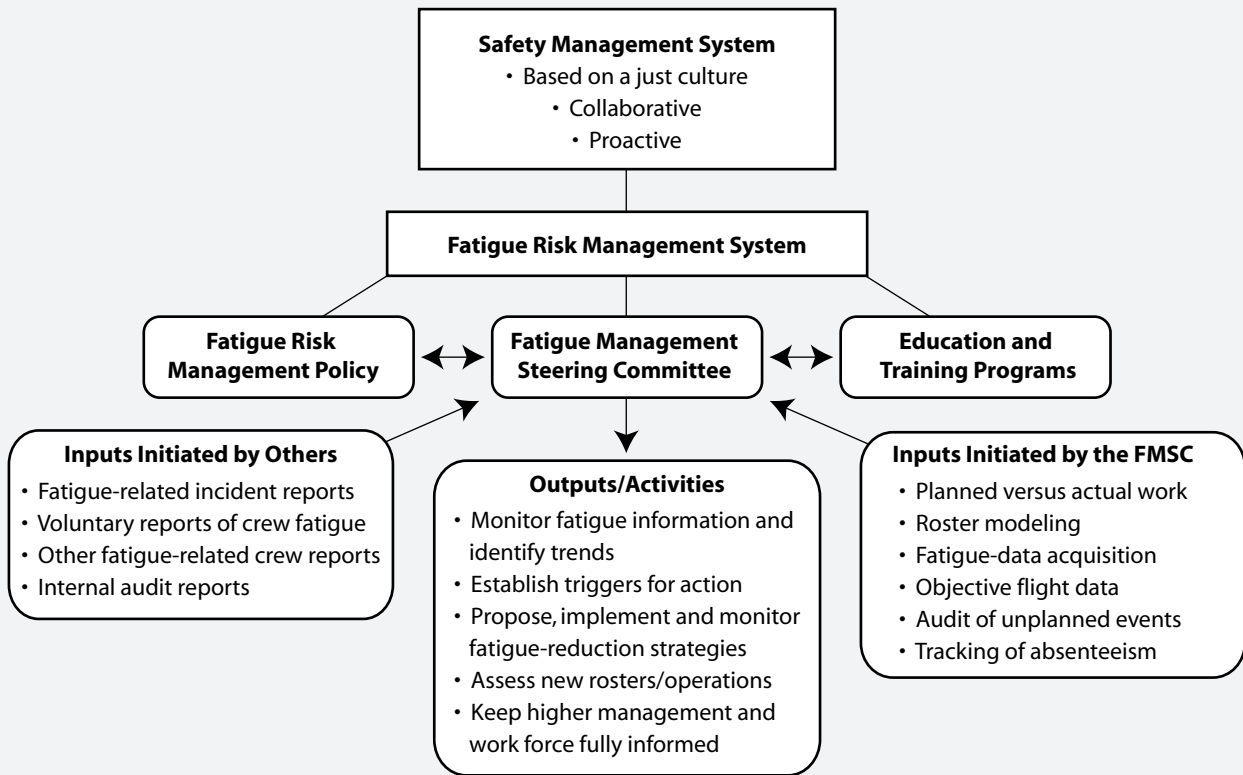 Safety Management System
• Based on a just culture
• Collaborative
• Proactive
Fatigue Risk Management System
Fatigue Risk
Management Policy
Fatigue Management
Steering Committee
Education and
Training Programs
Inputs Initiated by Others
• Fatigue-related incident reports
• Voluntary reports of crew fatigue
• Other fatigue-related crew reports
• Internal audit reports
Outputs/Activities
• Monitor fatigue information and
identify trends
• Establish triggers for action
• Propose, implement and monitor
fatigue-reduction strategies
• Assess new rosters/operations
• Keep higher management and
work force fully informed
Inputs Initiated by the FMSC
• Planned versus actual work
• Roster modeling
• Fatigue-data acquisition
• Objective flight data
• Audit of unplanned events
• Tracking of absenteeism